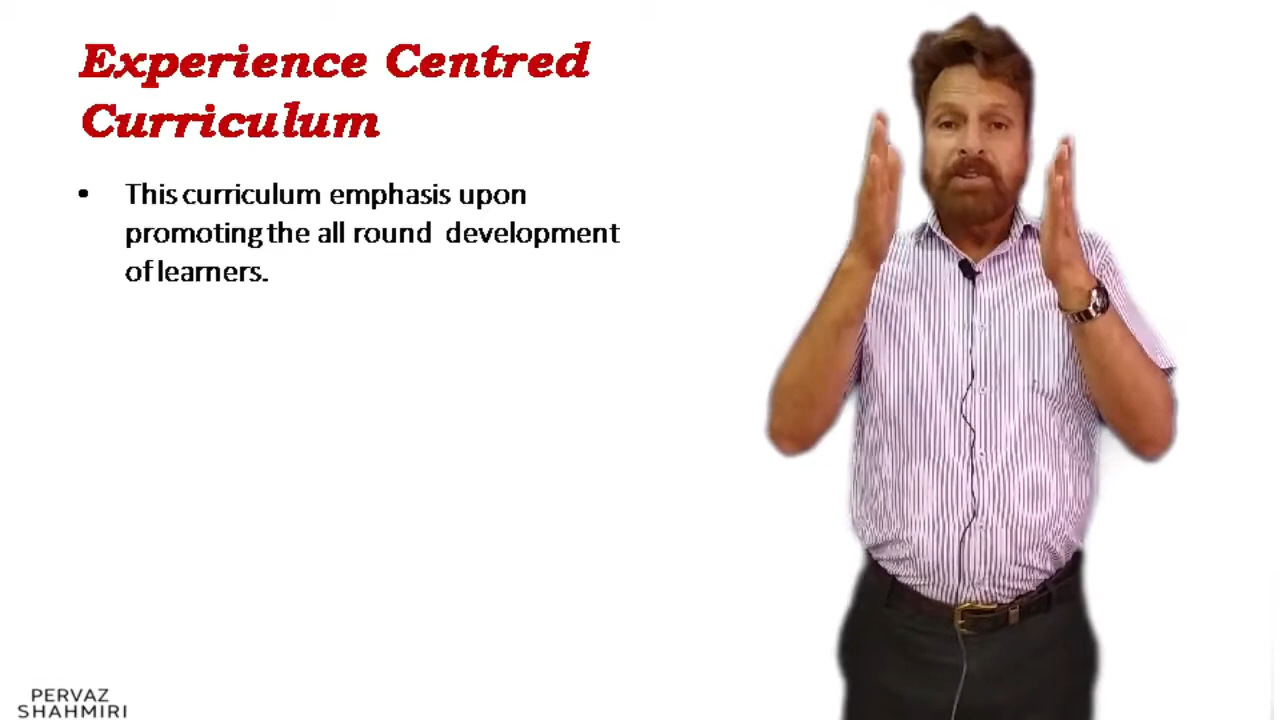 Experience Centred
Curriculum
• This curriculum emphasis upon
promoting the all round development
of learners.
PERVAZ
SHAHMIRI